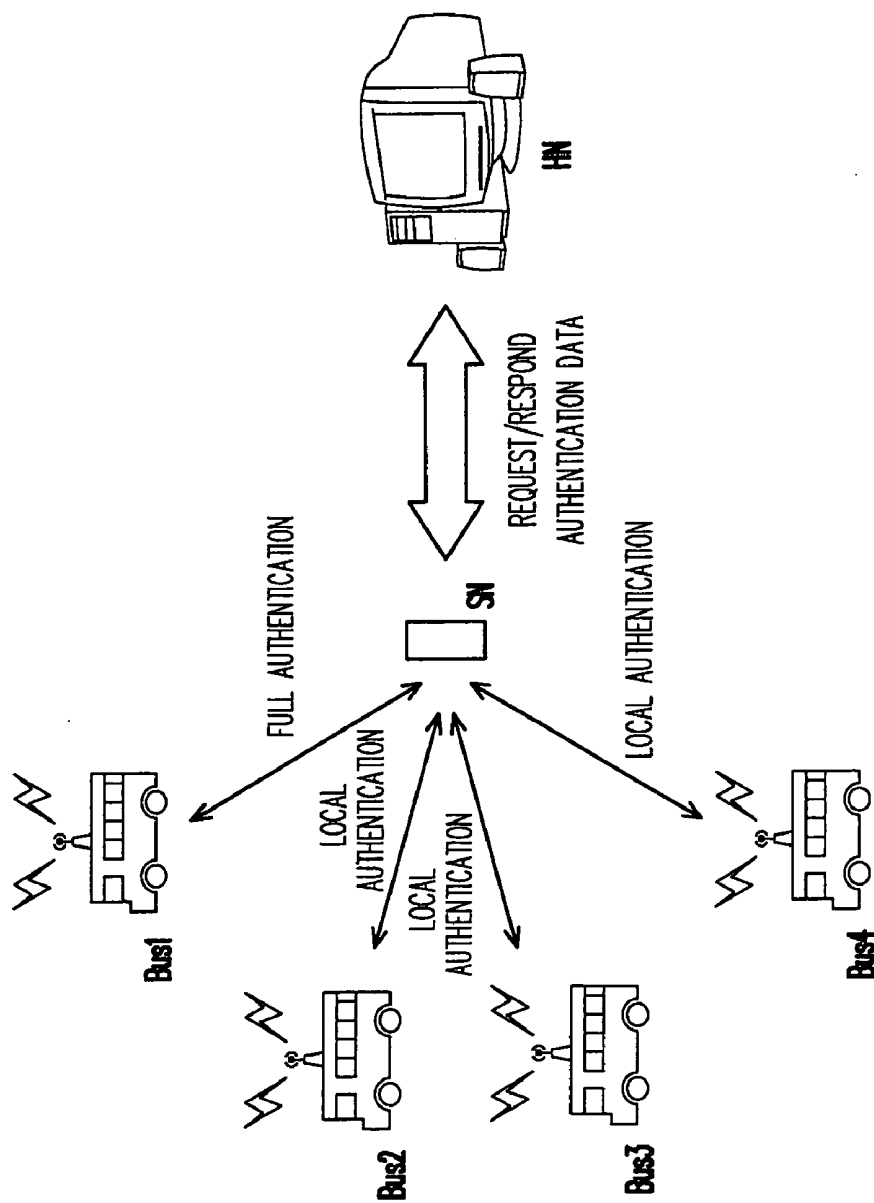 Bus1
FULL AUTHENTICATION
Bus2
LOCAL
AUTHENTICATION
Bus3
LOCAL
AUTHENTICATION
Bus4
LOCAL AUTHENTICATION
SN
REQUEST/RESPOND
AUTHENTICATION DATA
HN